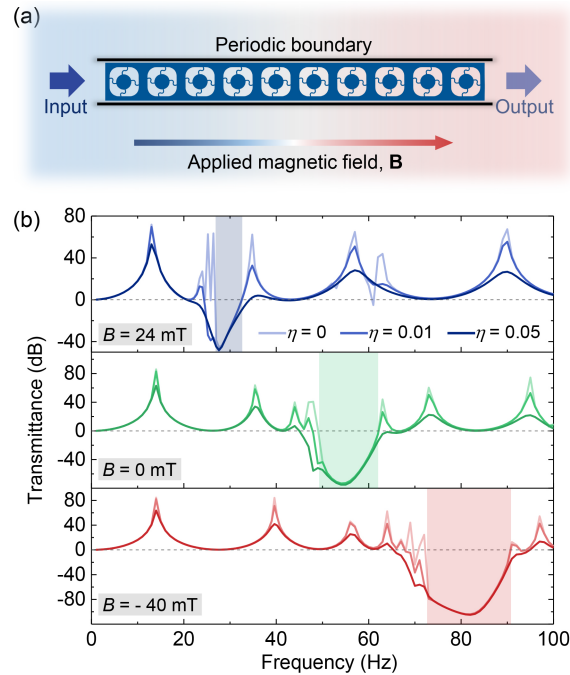 (a)
Periodic boundary
Input
Output
Applied magnetic field, B
(b)
80
40
0
-40
B = 24 mT
η = 0
η = 0.01
η = 0.05
80
40
0
-40
B = 0 mT
80
40
0
-40
-80
B = - 40 mT
Transmittance (dB)
0 20 40 60 80 100
Frequency (Hz)